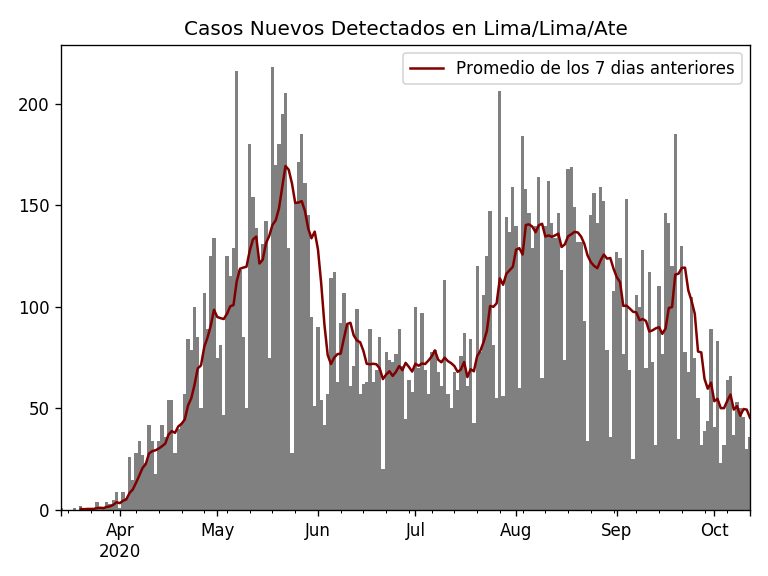 Casos Nuevos Detectados en Lima/Lima/Ate
Promedio de los 7 dias anteriores
200
150
100
50
0
Apr May Jun Jul Aug Sep Oct
2020